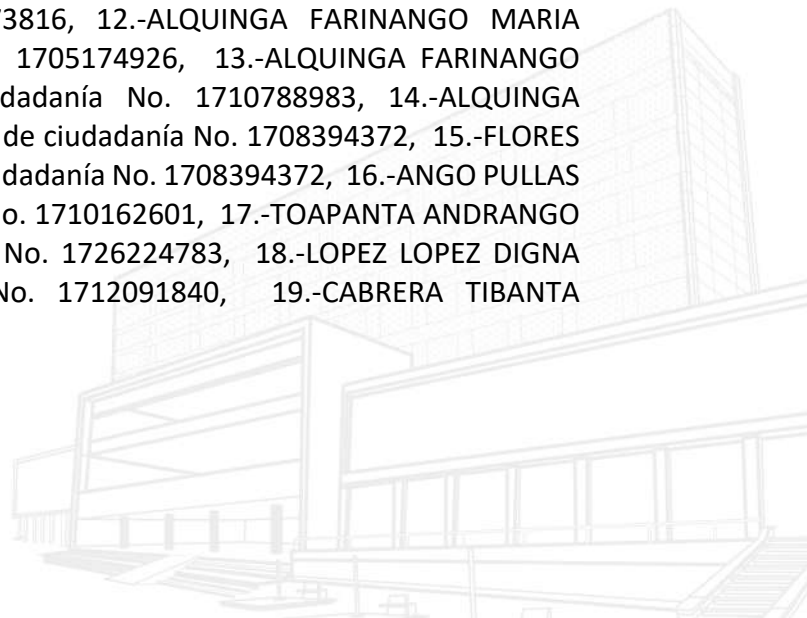 73816, 12.-ALQUINGA FARINANGO MARIA
1705174926, 13.-ALQUINGA FARINANGO
dadanía No. 1710788983, 14.-ALQUINGA
de ciudadanía No. 1708394372, 15.-FLORES
dadanía No. 1708394372, 16.-ANGO PULLAS
o. 1710162601, 17.-TOAPANTA ANDRANGO
No. 1726224783, 18.-LOPEZ LOPEZ DIGNA
No. 1712091840, 19.-CABRERA TIBANTA